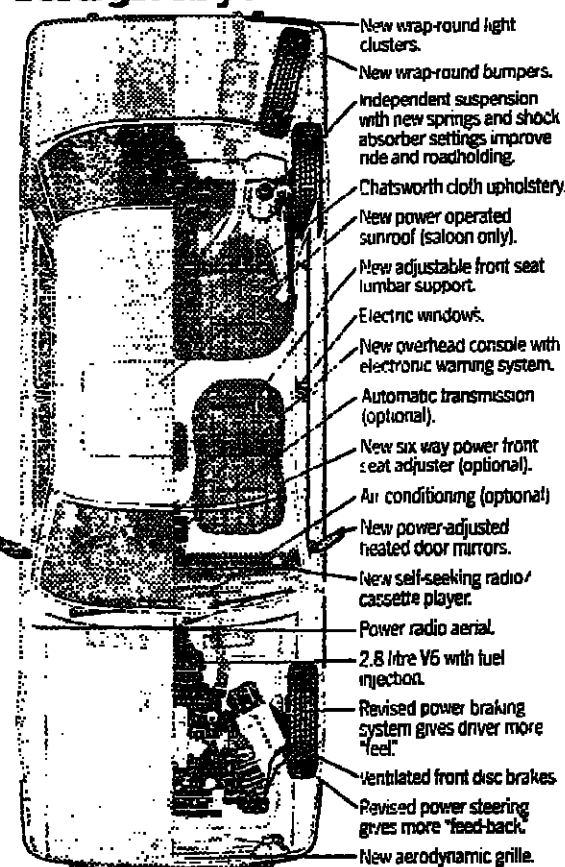 New wrap-round light
clusters.
New wrap-round bumpers.
Independent suspension
with new springs and shock
absorber settings improve
ride and roadholding.
Chatsworth cloth upholstery.
New power operated
sunroof (saloon only).
New adjustable front seat
lumbar support.
Electric windows.
New overhead console with
electronic warning system.
Automatic transmission
(optional).
New six way power front
seat adjuster (optional).
Air conditioning (optional)
New power-adjusted
heated door mirrors.
New self-seeking radio/
cassette player.
Power radio aerial.
2.8 litre V6 with fuel
injection.
Revised power braking
system gives driver more
"feel."
Ventilated front disc brakes.
Revised power steering
gives more "feed-back."
New aerodynamic grille.